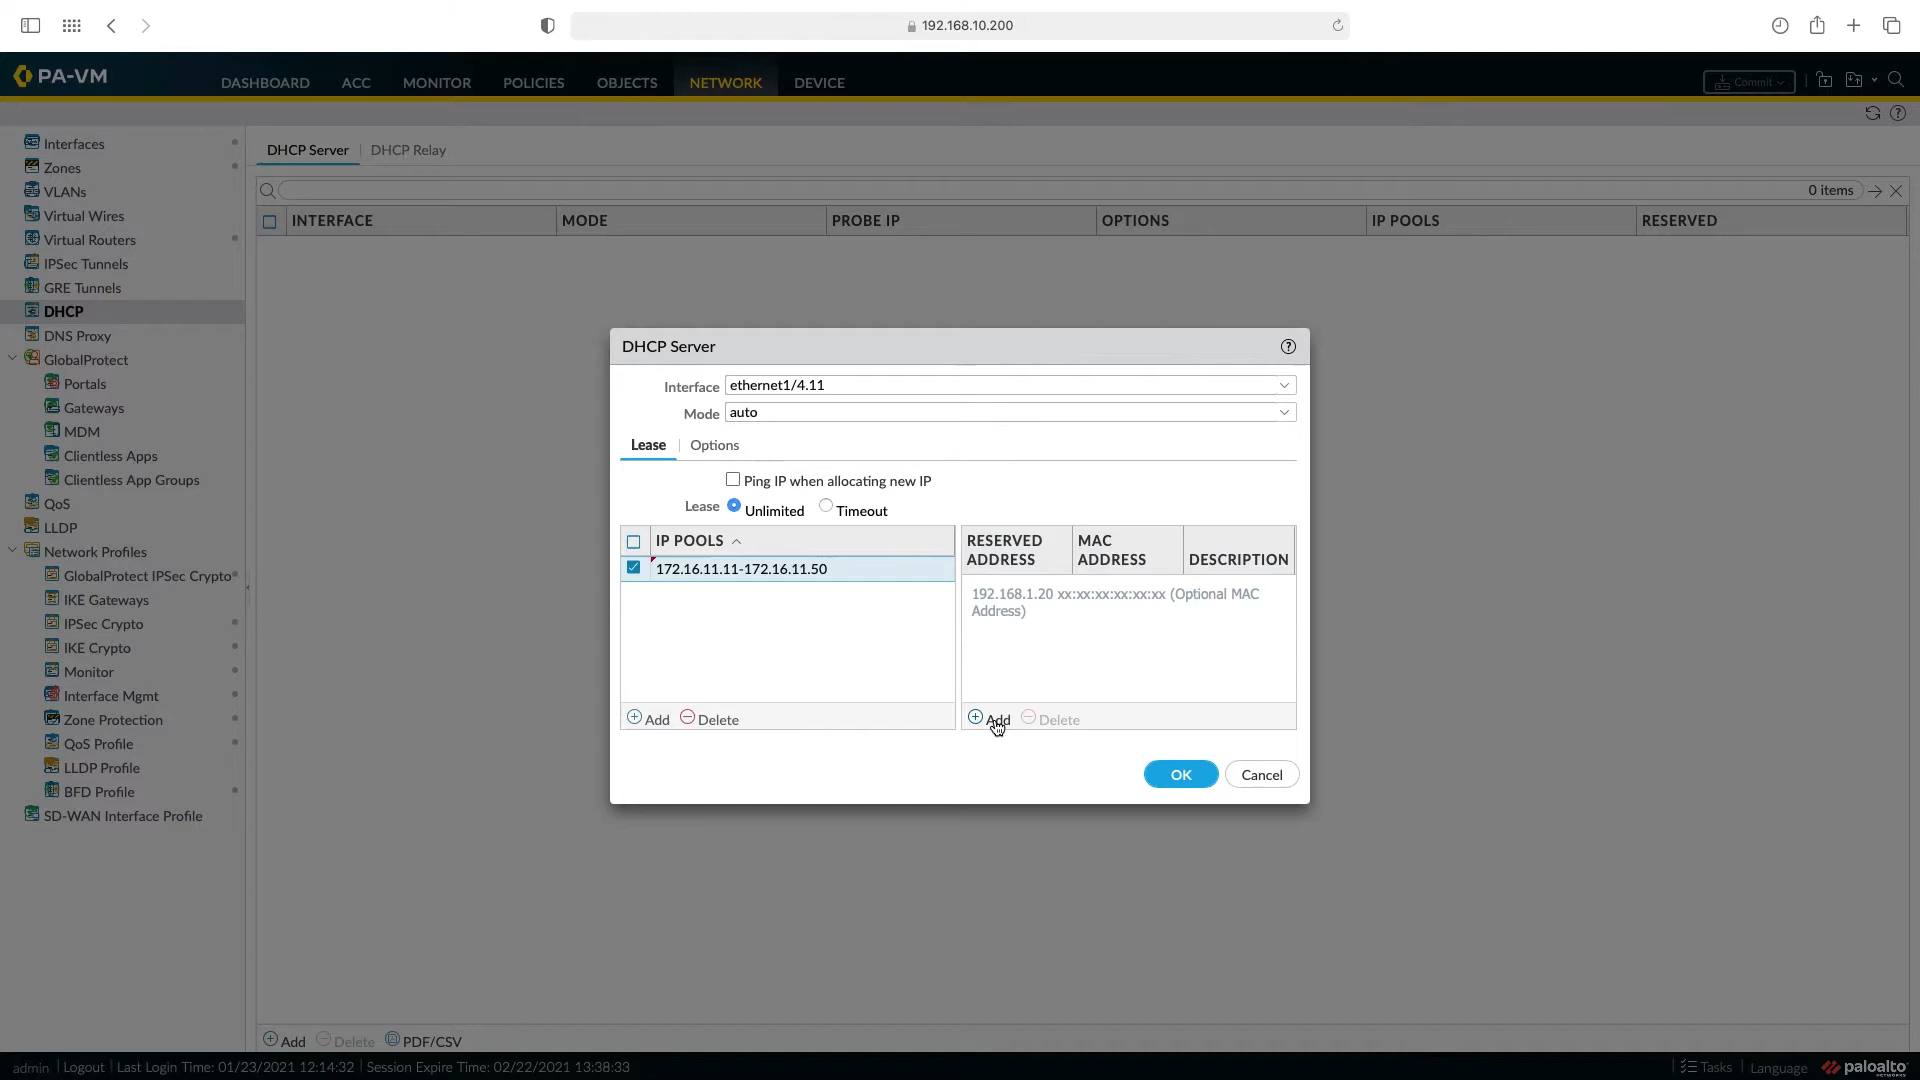 192.168.10.200
PA-VM
DASHBOARD
ACC
MONITOR
POLICIES
OBJECTS
NETWORK
DEVICE
Commit
Interfaces
Zones
VLANs
Virtual Wires
Virtual Routers
IPSec Tunnels
GRE Tunnels
DHCP
DNS Proxy
GlobalProtect
Portals
Gateways
MDM
Clientless Apps
Clientless App Groups
QoS
LLDP
Network Profiles
GlobalProtect IPSec Crypto
IKE Gateways
IPSec Crypto
IKE Crypto
Monitor
Interface Mgmt
Zone Protection
QoS Profile
LLDP Profile
BFD Profile
SD-WAN Interface Profile
DHCP Server
DHCP Relay
0 items
INTERFACE
MODE
PROBE IP
OPTIONS
IP POOLS
RESERVED
DHCP Server
Interface
ethernet1/4.11
Mode
auto
Lease
Options
Ping IP when allocating new IP
Lease
Unlimited
Timeout
IP POOLS
172.16.11.11-172.16.11.50
Add
Delete
RESERVED
ADDRESS
MAC
ADDRESS
DESCRIPTION
192.168.1.20 xx:xx:xx:xx:xx:xx (Optional MAC
Address)
Add
Delete
OK
Cancel
Add
Delete
PDF/CSV
admin
Logout
Last Login Time: 01/23/2021 12:14:32
Session Expire Time: 02/22/2021 13:38:33
Tasks
Language
paloalto
NETWORKS